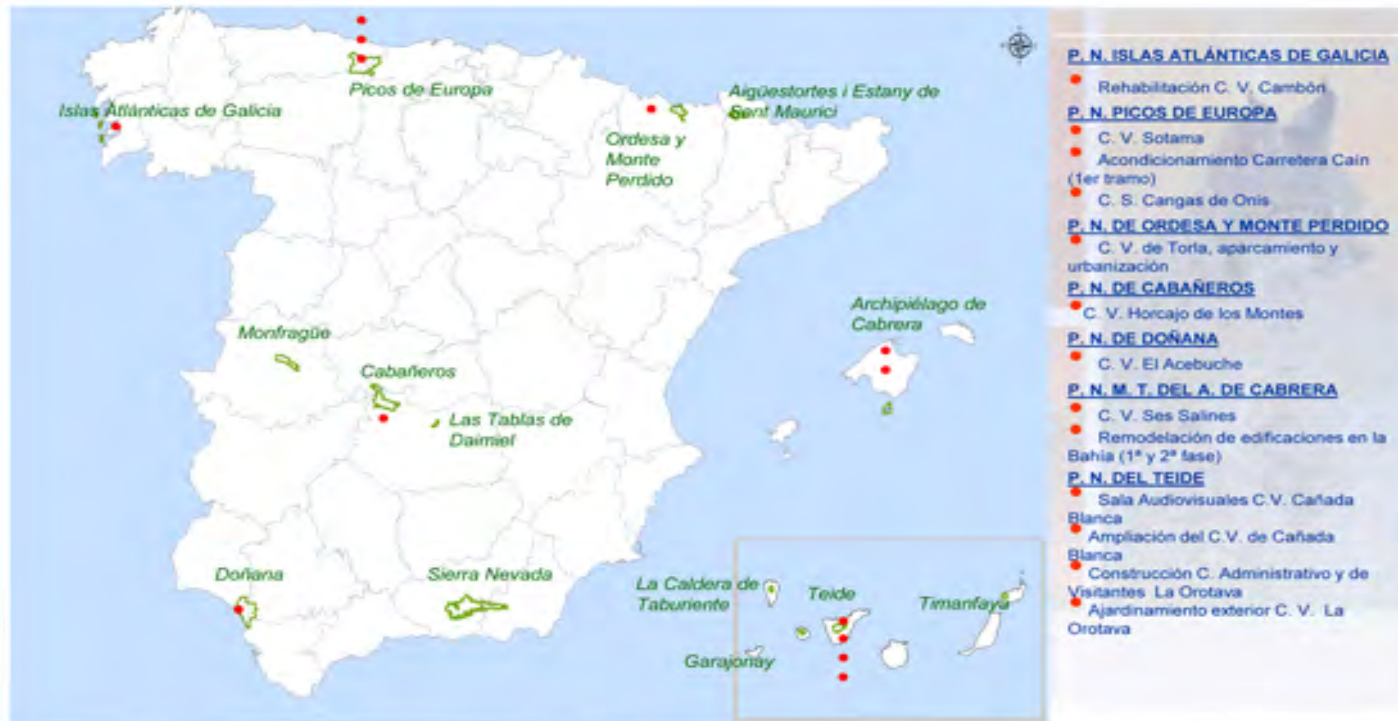 Picos de Europa
Islas Atlánticas de Galicia
Aigüestortes i Estany de
Sant Maurici
Ordesa y
Monte
Perdido
Archipiélago de
Cabrera
Monfragüe
Cabañeros
Las Tablas de
Daimiel
Doñana
Sierra Nevada
La Caldera de
Taburiente
Teide
Timanfaya
Garajonay
P. N. ISLAS ATLÁNTICAS DE GALICIA
Rehabilitación C. V. Cambón
P. N. PICOS DE EUROPA
C. V. Sotama
Acondicionamiento Carretera Caín
(1er tramo)
C. S. Cangas de Onis
P. N. DE ORDESA Y MONTE PERDIDO
C. V. de Torla, aparcamiento y
urbanización
P. N. DE CABAÑEROS
C. V. Horcajo de los Montes
P. N. DE DOÑANA
C. V. El Acebuche
P. N. M. T. DEL A. DE CABRERA
C. V. Ses Salines
Remodelación de edificaciones en la
Bahía (1ª y 2ª fase)
P. N. DEL TEIDE
Sala Audiovisuales C.V. Cañada
Blanca
Ampliación del C.V. de Cañada
Blanca
Construcción C. Administrativo y de
Visitantes La Orotava
Ajardinamiento exterior C. V. La
Orotava